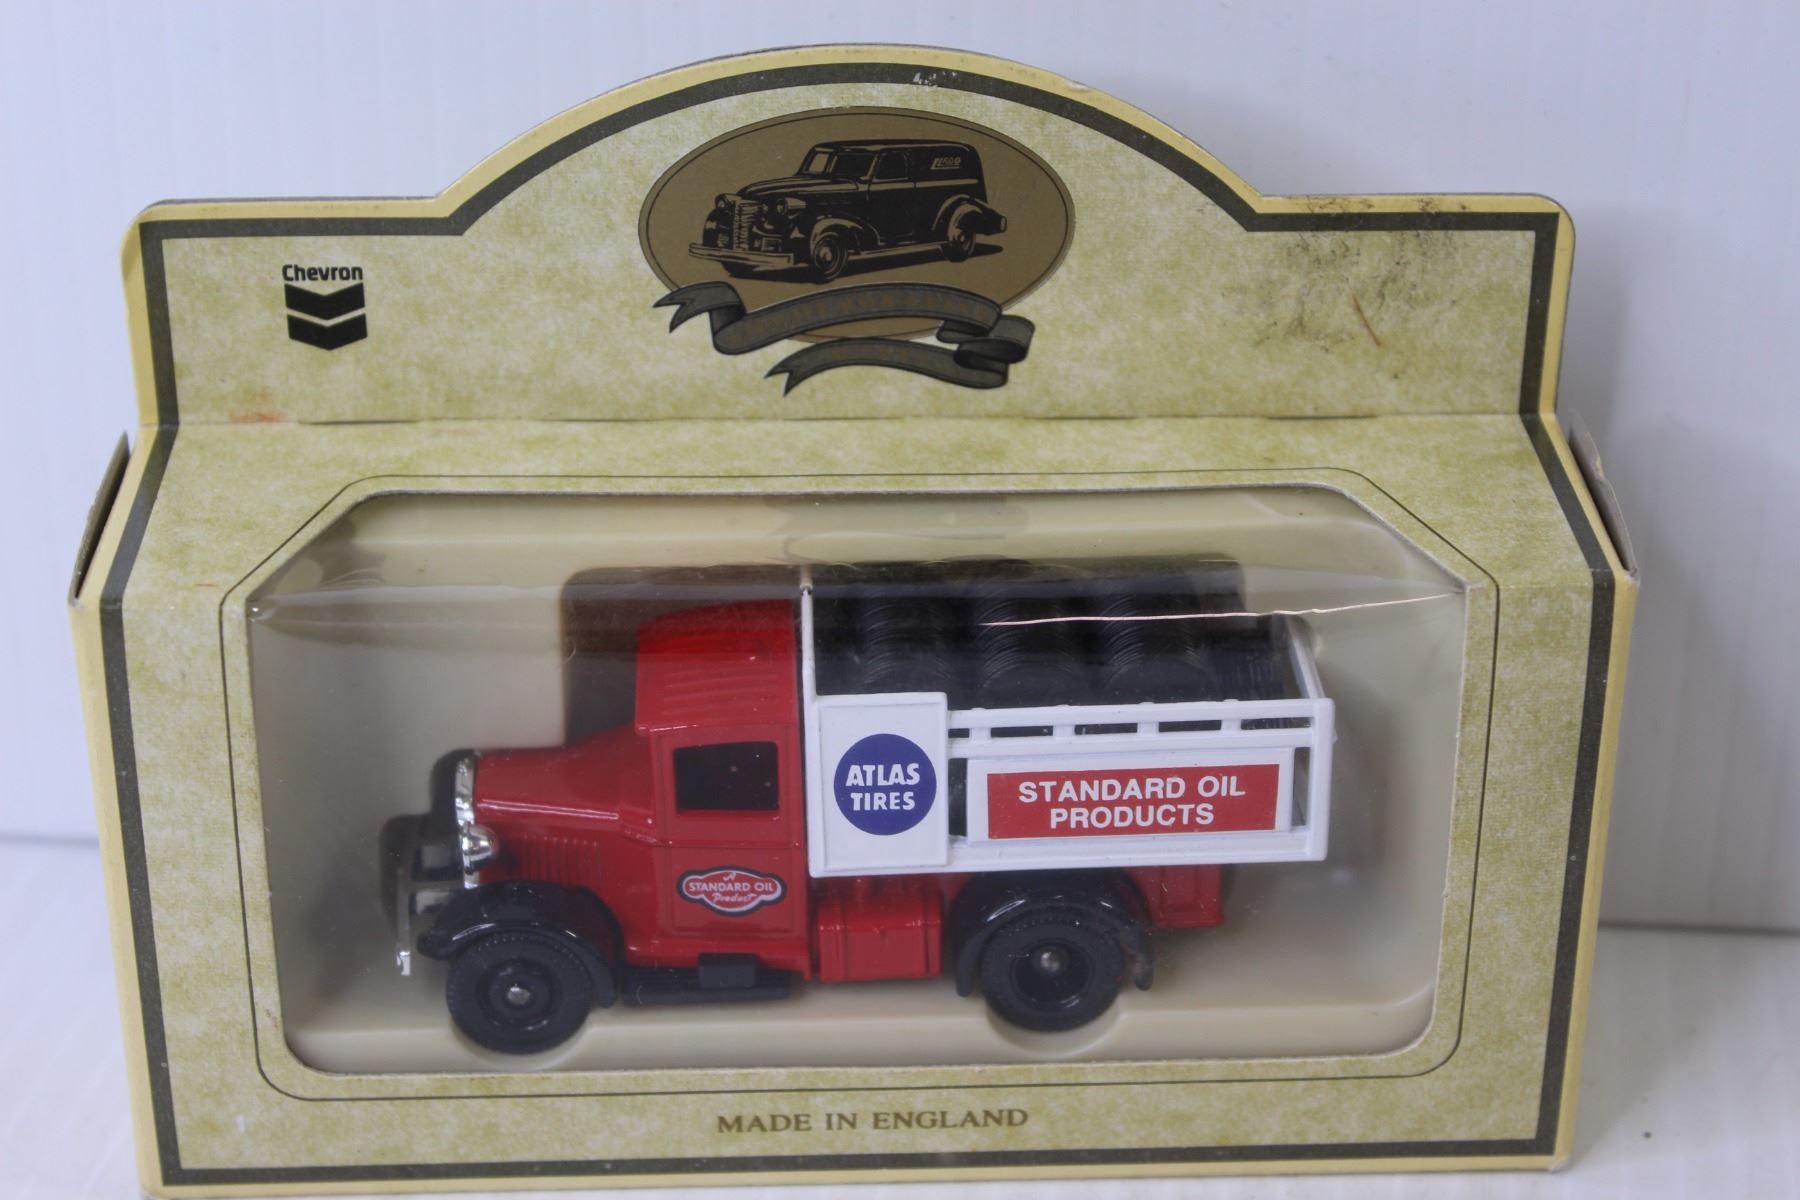 Chevron
ATLAS
TIRES
STANDARD OIL
PRODUCTS
A
STANDARD OIL
Product
MADE IN ENGLAND